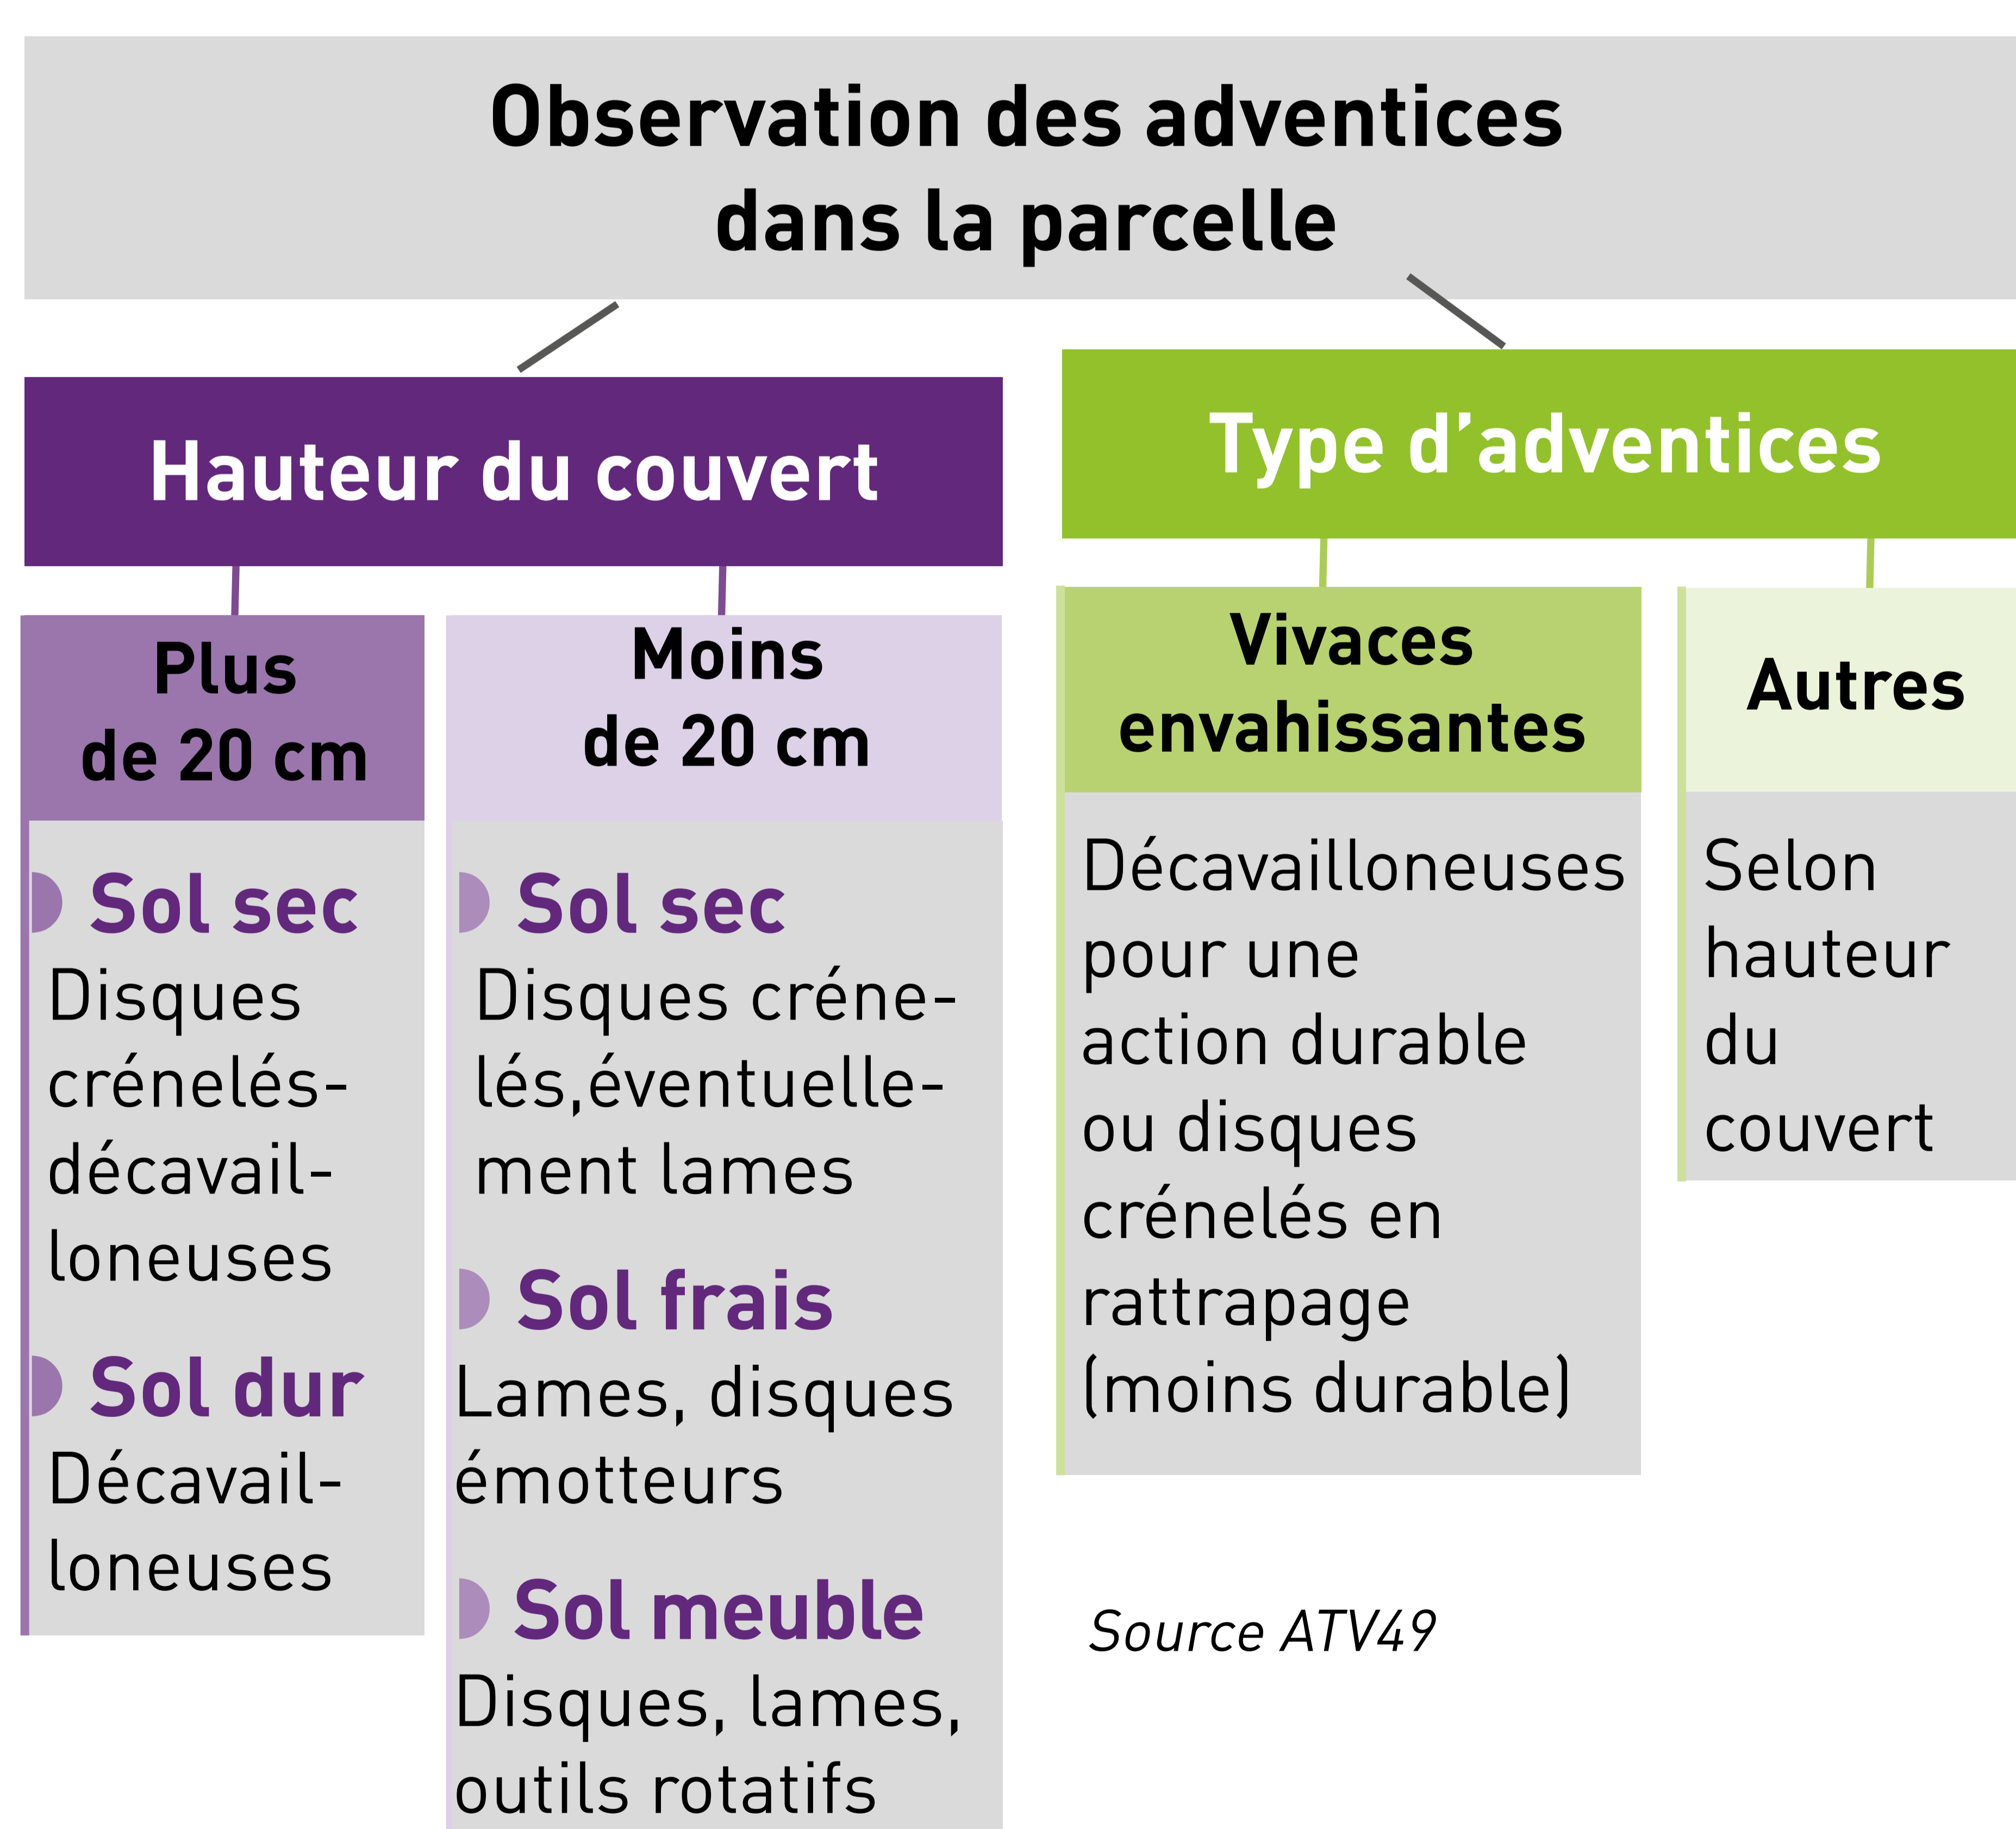 Observation des adventices
dans la parcelle
Hauteur du couvert
Plus
de 20 cm
Sol sec
Disques
crénelés-
décavail-
loneuses
Sol dur
Décavail-
loneuses
Moins
de 20 cm
Sol sec
Disques créne-
lés,éventuelle-
ment lames
Sol frais
Lames, disques
émotteurs
Sol meuble
Disques, lames,
outils rotatifs
Type d’adventices
Vivaces
envahissantes
Décavailloneuses
pour une
action durable
ou disques
crénelés en
rattrapage
(moins durable)
Autres
Selon
hauteur
du
couvert
Source ATV49